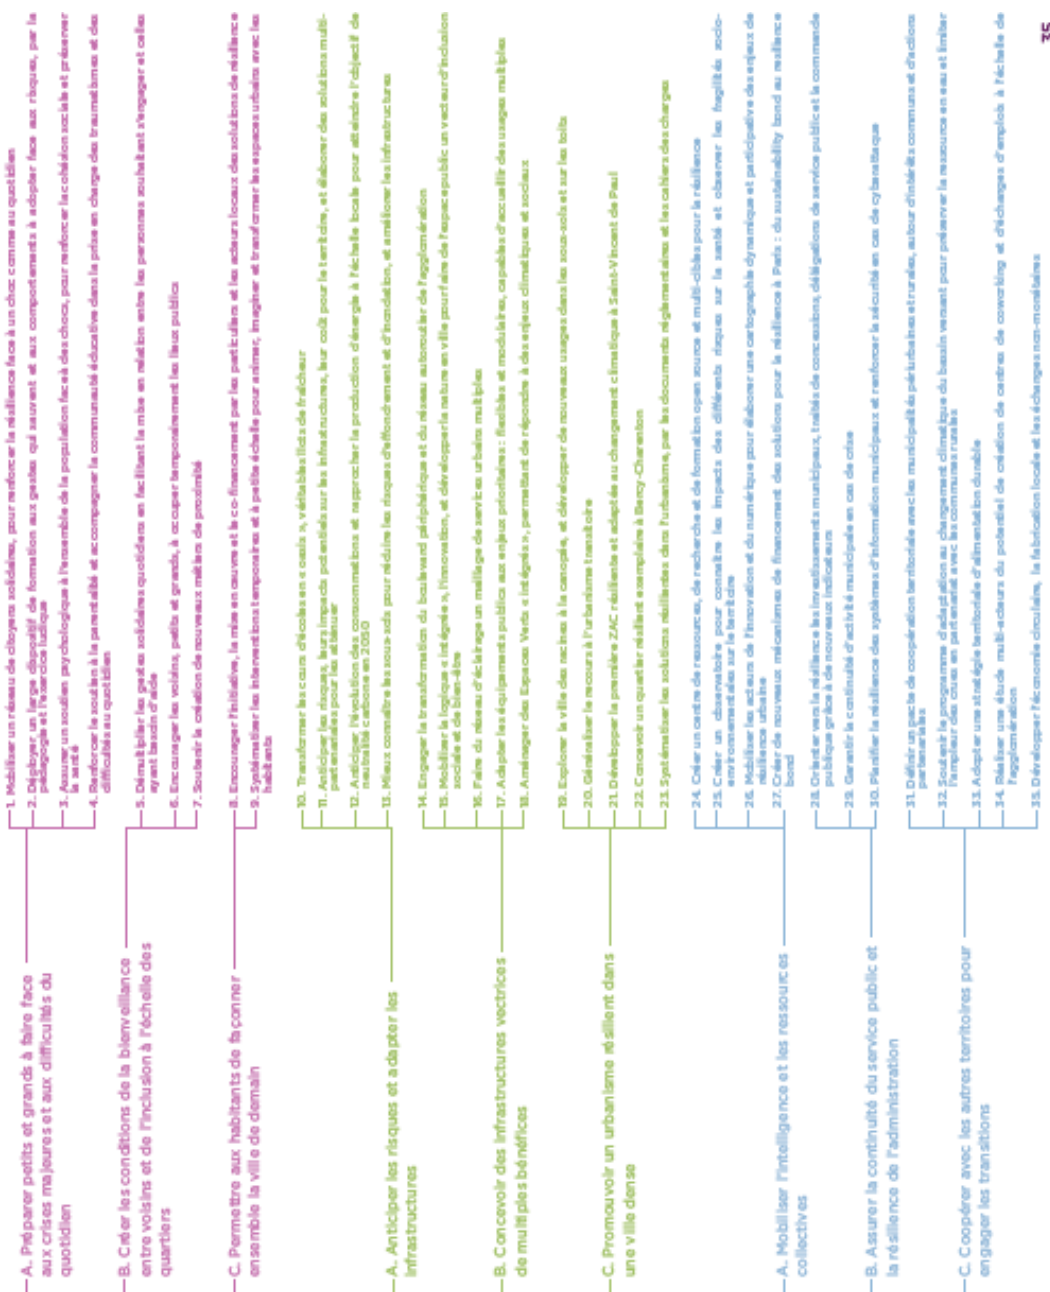 A. Préparer petits et grands à faire face
aux crises majeures et aux difficultés du
quotidien
1. Mobiliser un réseau de citoyens solidaires, pour renforcer la résilience face à un choc comme au quotidien
2. Déployer un large dispositif de formation aux gestes qui sauvent et aux comportements à adopter face aux risques, par la
pédagogie et l'exercice ludique
3. Assurer un soutien psychologique à l'ensemble de la population face à des chocs, pour renforcer la cohésion sociale et préserver
la santé
4. Renforcer le soutien à la parentalité et accompagner la communauté éducative dans la prise en charge des traumatismes et des
difficultés au quotidien
B. Créer les conditions de la bienveillance
entre voisins et de l'inclusion à l'échelle des
quartiers
5. Démultiplier les gestes solidaires quotidiens en facilitant la mise en relation entre les personnes souhaitant s'engager et celles
ayant besoin d'aide
6. Encourager les voisins, petits et grands, à occuper temporairement les lieux publics
7. Soutenir la création de nouveaux métiers de proximité
C. Permettre aux habitants de façonner
ensemble la ville de demain
8. Encourager l'initiative, la mise en œuvre et le co-financement par les particuliers et les acteurs locaux des solutions de résilience
9. Systématiser les interventions temporaires et à petite échelle pour animer, imaginer et transformer les espaces urbains avec les
habitants
A. Anticiper les risques et adapter les
infrastructures
10. Transformer les cours d'écoles en « oasis », véritables îlots de fraîcheur
11. Anticiper les risques, leurs impacts potentiels sur les infrastructures, leur coût pour le territoire, et élaborer des solutions multi-
partenariales pour les atténuer
12. Anticiper l'évolution des consommations et rapprocher la production d'énergie à l'échelle locale pour atteindre l'objectif de
neutralité carbone en 2050
13. Mieux connaître les sous-sols pour réduire les risques d'effondrement et d'inondation, et améliorer les infrastructures
B. Concevoir des infrastructures vectrices
de multiples bénéfices
14. Engager la transformation du boulevard périphérique et du réseau autoroutier de l'agglomération
15. Mobiliser la logique « intégrée », l'innovation, et développer la nature en ville pour faire de l'espace public un vecteur d'inclusion
sociale et de bien-être
16. Faire du réseau d'éclairage un maillage de services urbains multiples
17. Adapter les équipements publics aux enjeux prioritaires : flexibles et modulaires, capables d'accueillir des usages multiples
18. Aménager des Espaces Verts « intégrés », permettant de répondre à des enjeux climatiques et sociaux
C. Promouvoir un urbanisme résilient dans
une ville dense
19. Explorer la ville des racines à la canopée, et développer de nouveaux usages dans les sous-sols et sur les toits
20. Généraliser le recours à l'urbanisme transitoire
21. Développer la première ZAC résiliente et adaptée au changement climatique à Saint-Vincent de Paul
22. Concevoir un quartier résilient exemplaire à Bercy-Charenton
23. Systématiser les solutions résilientes dans l'urbanisme, par les documents réglementaires et les cahiers des charges
A. Mobiliser l'intelligence et les ressources
collectives
24. Créer un centre de ressources, de recherche et de formation open source et multi-cibles pour la résilience
25. Créer un observatoire pour connaître les impacts des différents risques sur la santé et observer les fragilités socio-
environnementales sur le territoire
26. Mobiliser les acteurs de l'innovation et du numérique pour élaborer une cartographie dynamique et participative des enjeux de
résilience urbaine
27. Créer de nouveaux mécanismes de financement des solutions pour la résilience à Paris : du sustainability bond au resilience
bond
B. Assurer la continuité du service public et
la résilience de l'administration
28. Orienter vers la résilience les investissements municipaux, traités de concessions, délégations de service public et la commande
publique grâce à de nouveaux indicateurs
29. Garantir la continuité d'activité municipale en cas de crise
30. Planifier la résilience des systèmes d'information municipaux et renforcer la sécurité en cas de cyberattaque
C. Coopérer avec les autres territoires pour
engager les transitions
31. Définir un pacte de coopération territoriale avec les municipalités périurbaines et rurales, autour d'intérêts communs et d'actions
partenariales
32. Soutenir le programme d'adaptation au changement climatique du bassin versant pour préserver la ressource en eau et limiter
l'ampleur des crues en partenariat avec les communes rurales
33. Adopter une stratégie territoriale d'alimentation durable
34. Réaliser une étude multi-acteurs du potentiel de création de centres de coworking et d'échanges d'emplois à l'échelle de
l'agglomération
35. Développer l'économie circulaire, la fabrication locale et les échanges non-monétaires
35